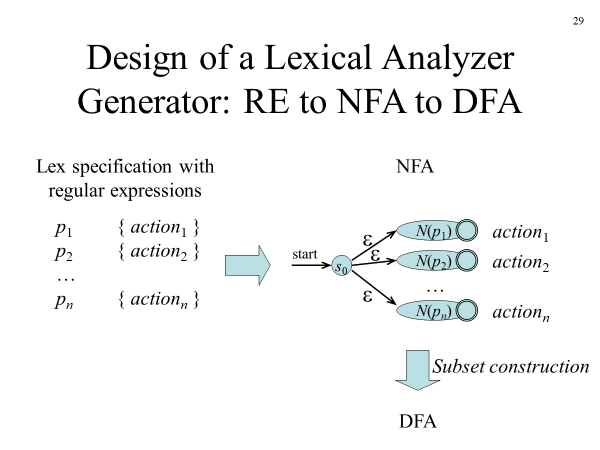 29
Design of a Lexical Analyzer
Generator: RE to NFA to DFA
Lex specification with
regular expressions
p₁ { action₁ }
p₂ { action₂ }
…
pₙ { actionₙ }
NFA
start
s₀
ε
ε
ε
N(p₁) action₁
N(p₂) action₂
…
N(pₙ) actionₙ
Subset construction
DFA